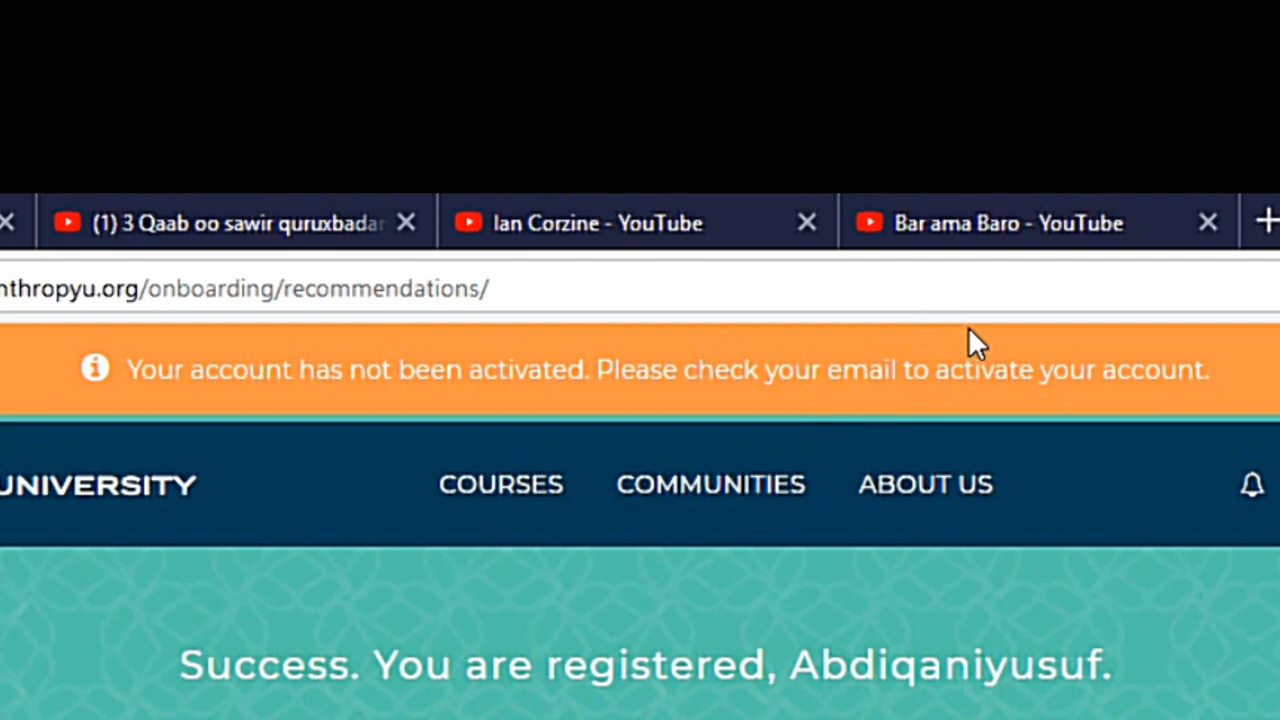 (1) 3 Qaab oo sawir quruxbadar
Ian Corzine - YouTube
Bar ama Baro - YouTube
nthropyu.org/onboarding/recommendations/
Your account has not been activated. Please check your email to activate your account.
UNIVERSITY
COURSES
COMMUNITIES
ABOUT US
Success. You are registered, Abdiqaniyusuf.